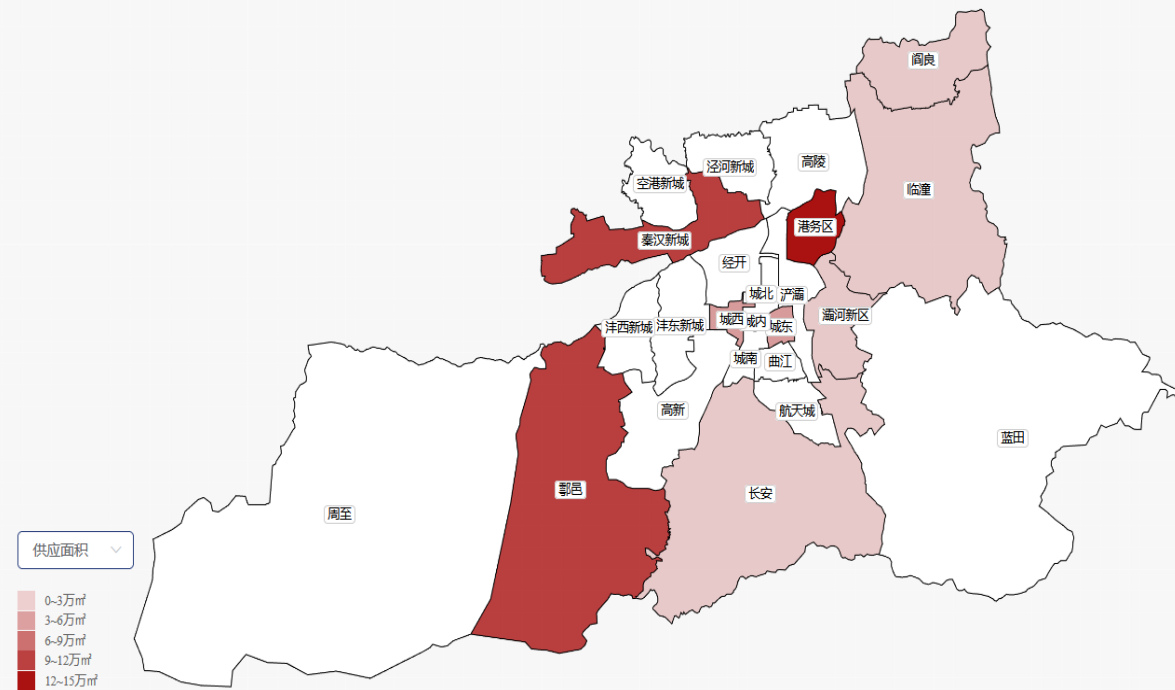 阎良
高陵
泾河新城
空港新城
临潼
港务区
秦汉新城
经开
城北
浐灞
灞河新区
城西
城内
城东
沣西新城
沣东新城
城南
曲江
高新
航天城
蓝田
鄠邑
长安
周至
供应面积
0~3万㎡
3~6万㎡
6~9万㎡
9~12万㎡
12~15万㎡